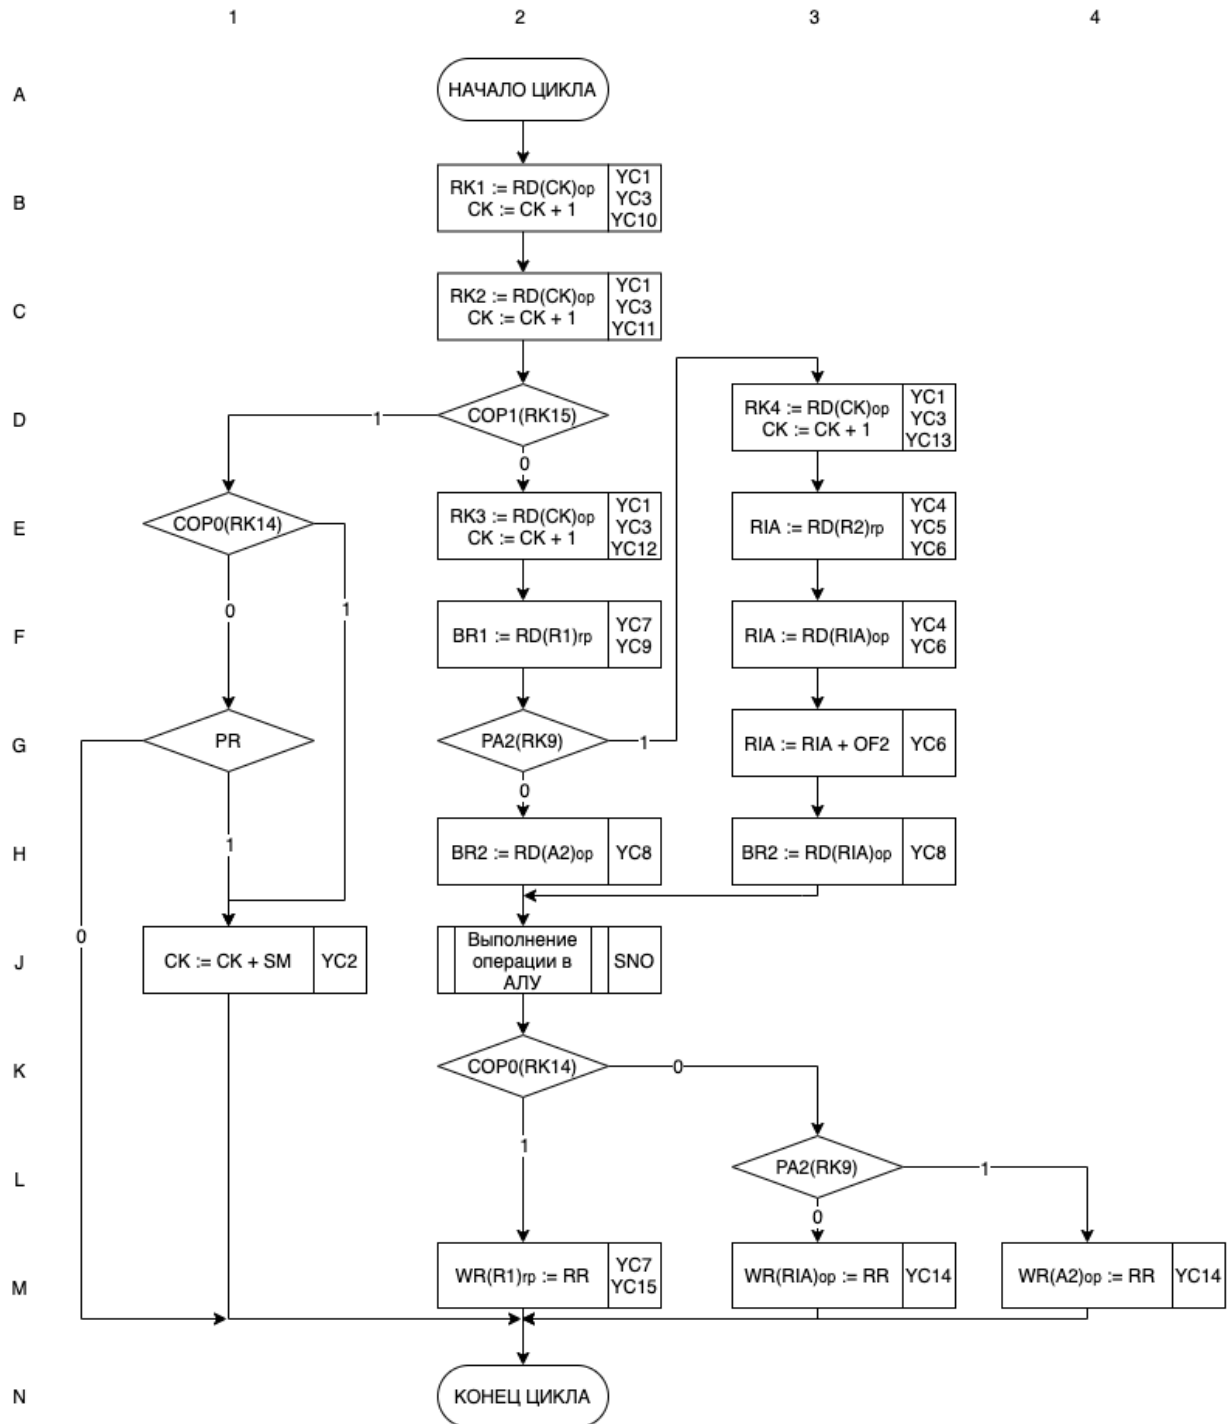 1 2 3 4
A
НАЧАЛО ЦИКЛА
B
RK1 := RD(CK)op
CK := CK + 1
YC1
YC3
YC10
C
RK2 := RD(CK)op
CK := CK + 1
YC1
YC3
YC11
D
1
COP1(RK15)
0
RK4 := RD(CK)op
CK := CK + 1
YC1
YC3
YC13
E
COP0(RK14)
0
1
RK3 := RD(CK)op
CK := CK + 1
YC1
YC3
YC12
RIA := RD(R2)rp
YC4
YC5
YC6
F
BR1 := RD(R1)rp
YC7
YC9
RIA := RD(RIA)op
YC4
YC6
G
PR
1
0
PA2(RK9)
1
0
RIA := RIA + OF2
YC6
H
BR2 := RD(A2)op
YC8
BR2 := RD(RIA)op
YC8
J
CK := CK + SM
YC2
Выполнение
операции в
АЛУ
SNO
K
COP0(RK14)
0
1
L
PA2(RK9)
1
0
M
WR(R1)rp := RR
YC7
YC15
WR(RIA)op := RR
YC14
WR(A2)op := RR
YC14
N
КОНЕЦ ЦИКЛА